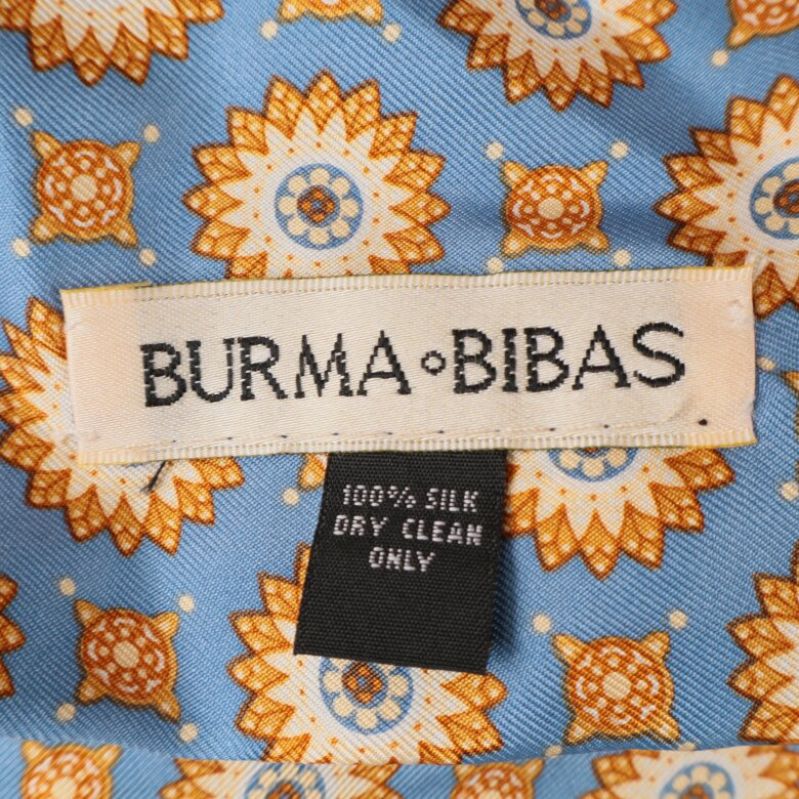 BURMA∘BIBAS
100% SILK
DRY CLEAN
ONLY